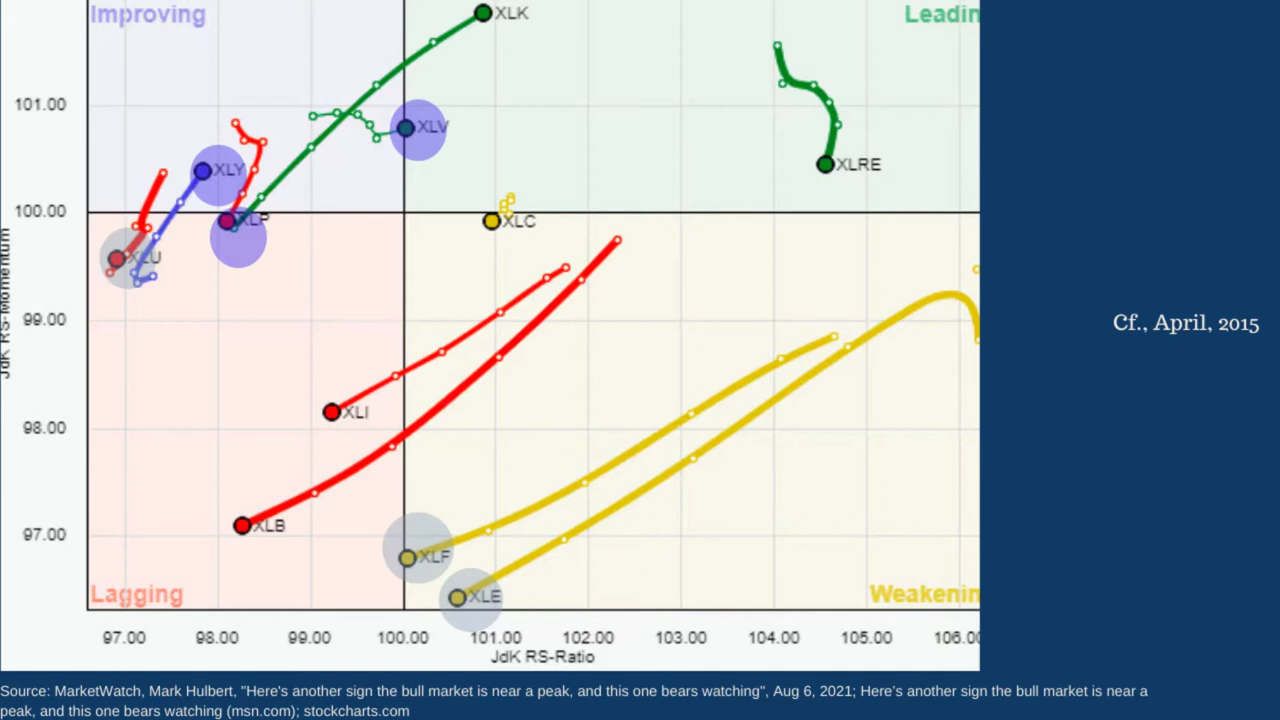 Improving
XLK
Leadin
101.00
XLV
XLRE
XLY
100.00
XLP
XLC
XLU
JdK RS-Momentum
99.00
Cf., April, 2015
XLI
98.00
XLB
97.00
XLF
Lagging
XLE
Weakenin
97.00 98.00 99.00 100.00 101.00 102.00 103.00 104.00 105.00 106.00
JdK RS-Ratio
Source: MarketWatch, Mark Hulbert, "Here's another sign the bull market is near a peak, and this one bears watching", Aug 6, 2021; Here's another sign the bull market is near a
peak, and this one bears watching (msn.com); stockcharts.com